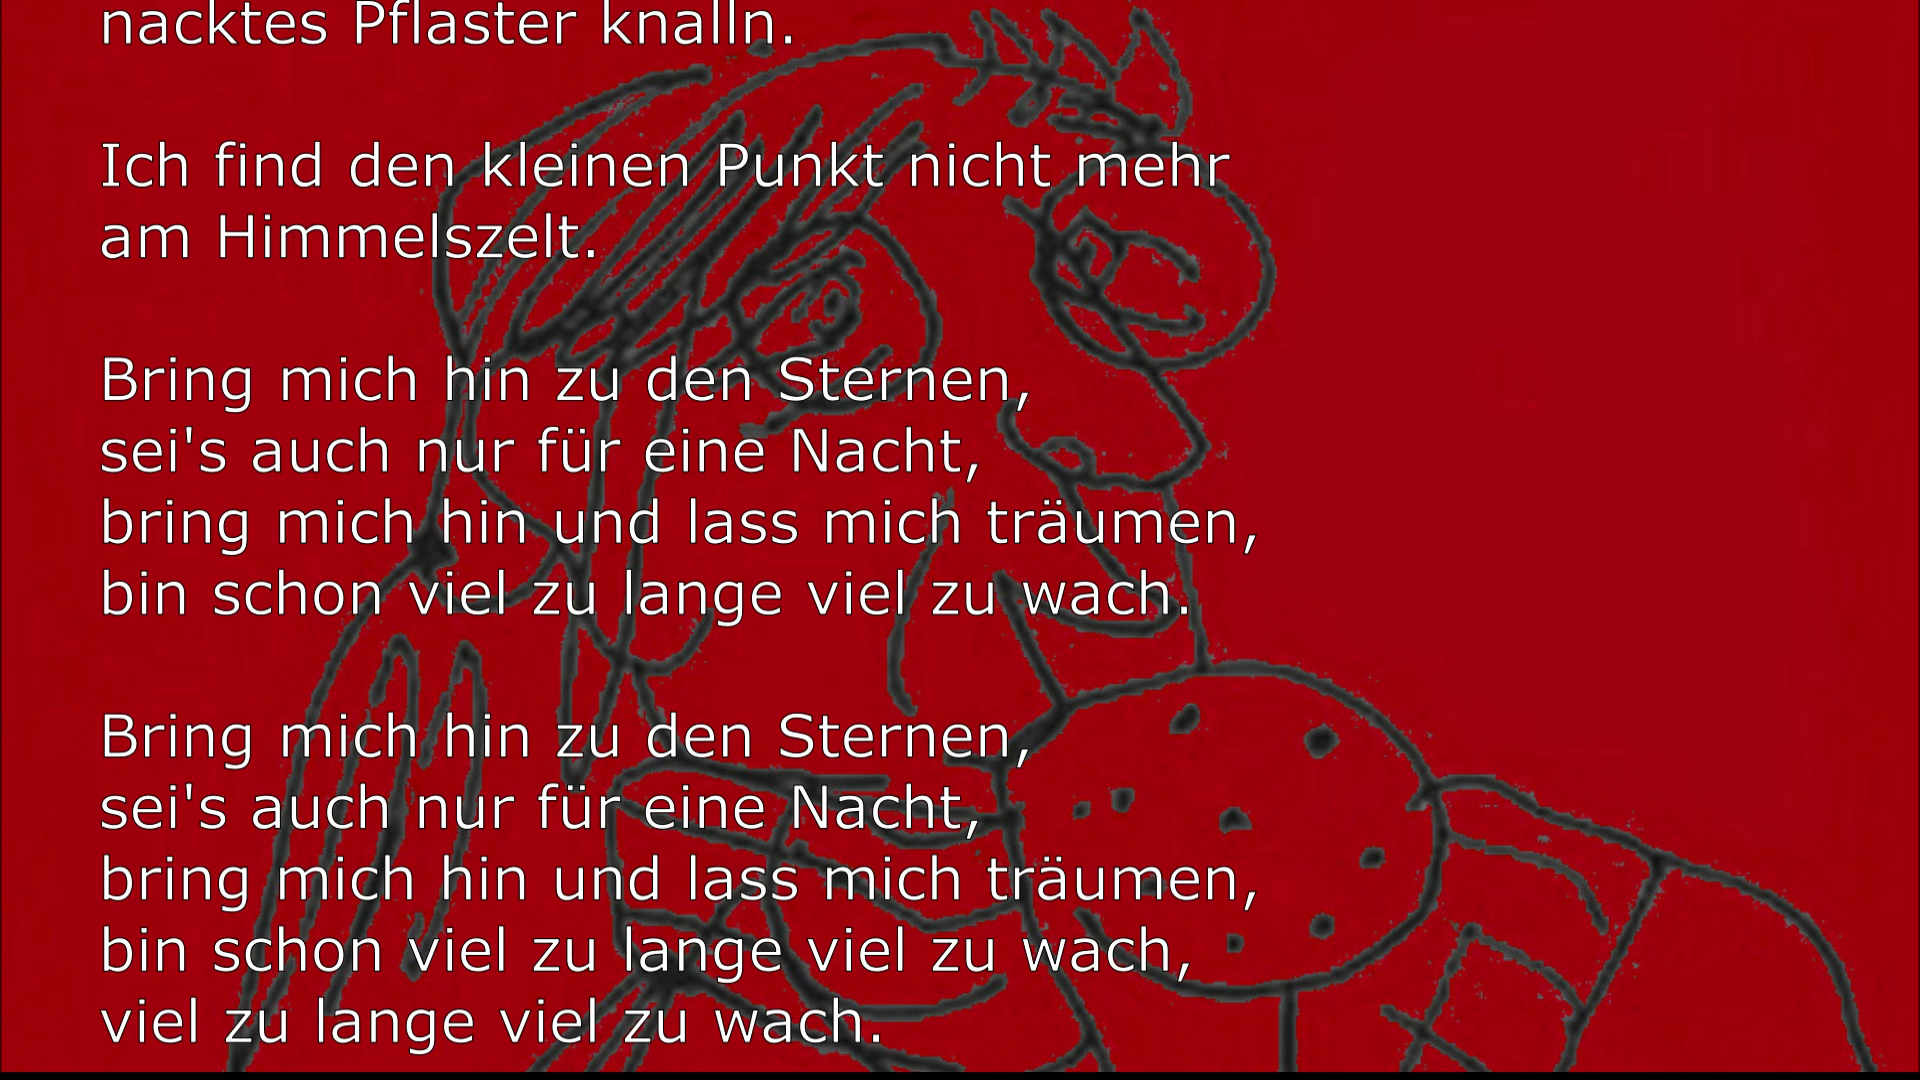 nacktes Pflaster knalln.
Ich find den kleinen Punkt nicht mehr
am Himmelszelt.
Bring mich hin zu den Sternen,
sei's auch nur für eine Nacht,
bring mich hin und lass mich träumen,
bin schon viel zu lange viel zu wach.
Bring mich hin zu den Sternen,
sei's auch nur für eine Nacht,
bring mich hin und lass mich träumen,
bin schon viel zu lange viel zu wach,
viel zu lange viel zu wach.